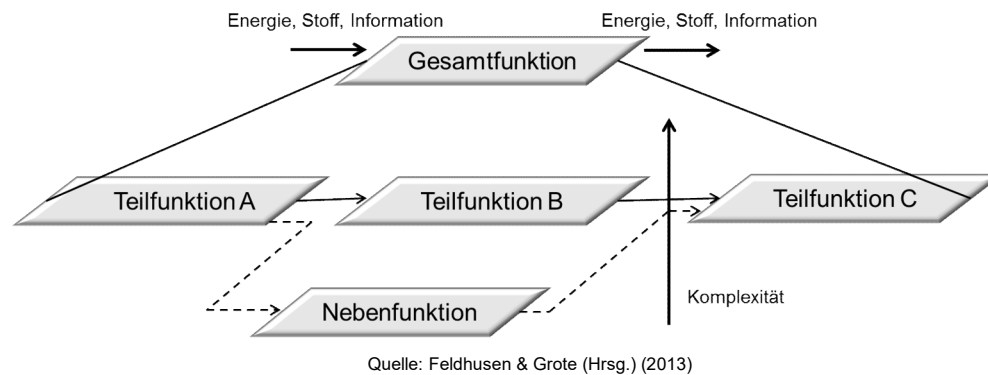 Energie, Stoff, Information
Energie, Stoff, Information
Gesamtfunktion
Teilfunktion A
Teilfunktion B
Teilfunktion C
Nebenfunktion
Komplexität
Quelle: Feldhusen & Grote (Hrsg.) (2013)